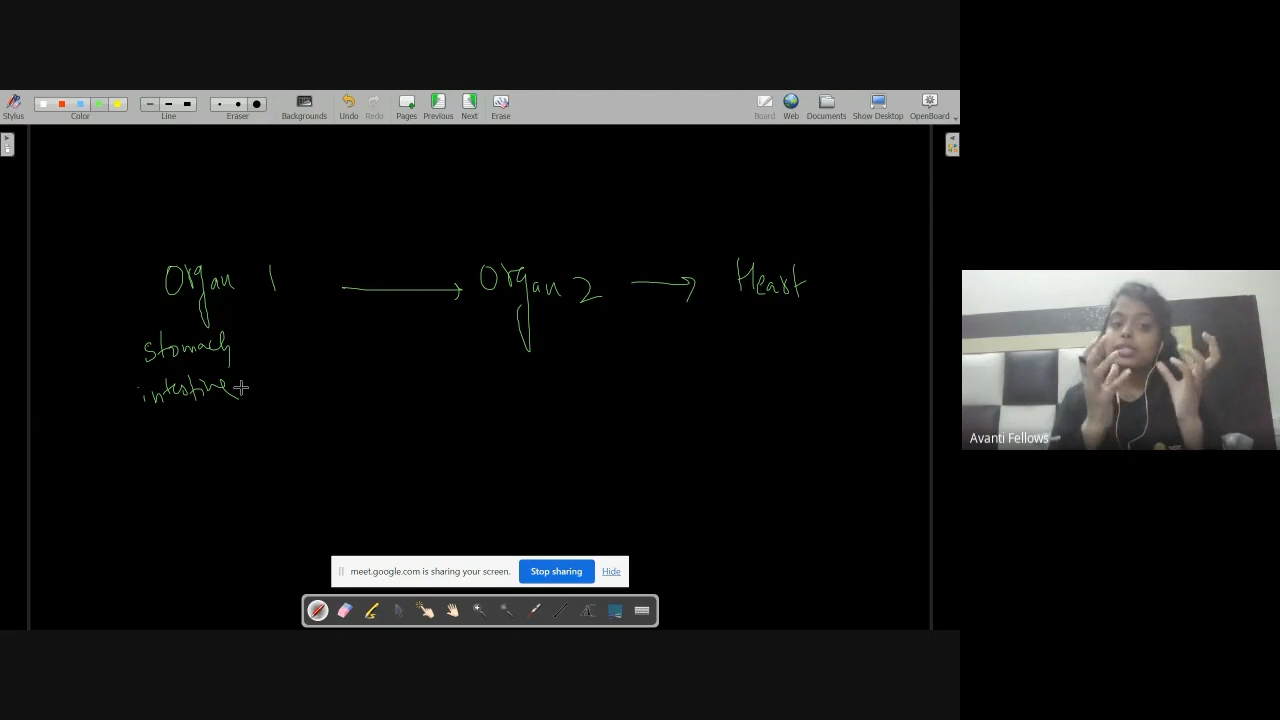 Stylus
Color
Line
Eraser
Backgrounds
Undo
Redo
Pages
Previous
Next
Erase
Board
Web
Documents
Show Desktop
OpenBoard
Organ 1 → Organ 2 → Heart
stomach
intestine
Avanti Fellows
meet.google.com is sharing your screen.
Stop sharing
Hide